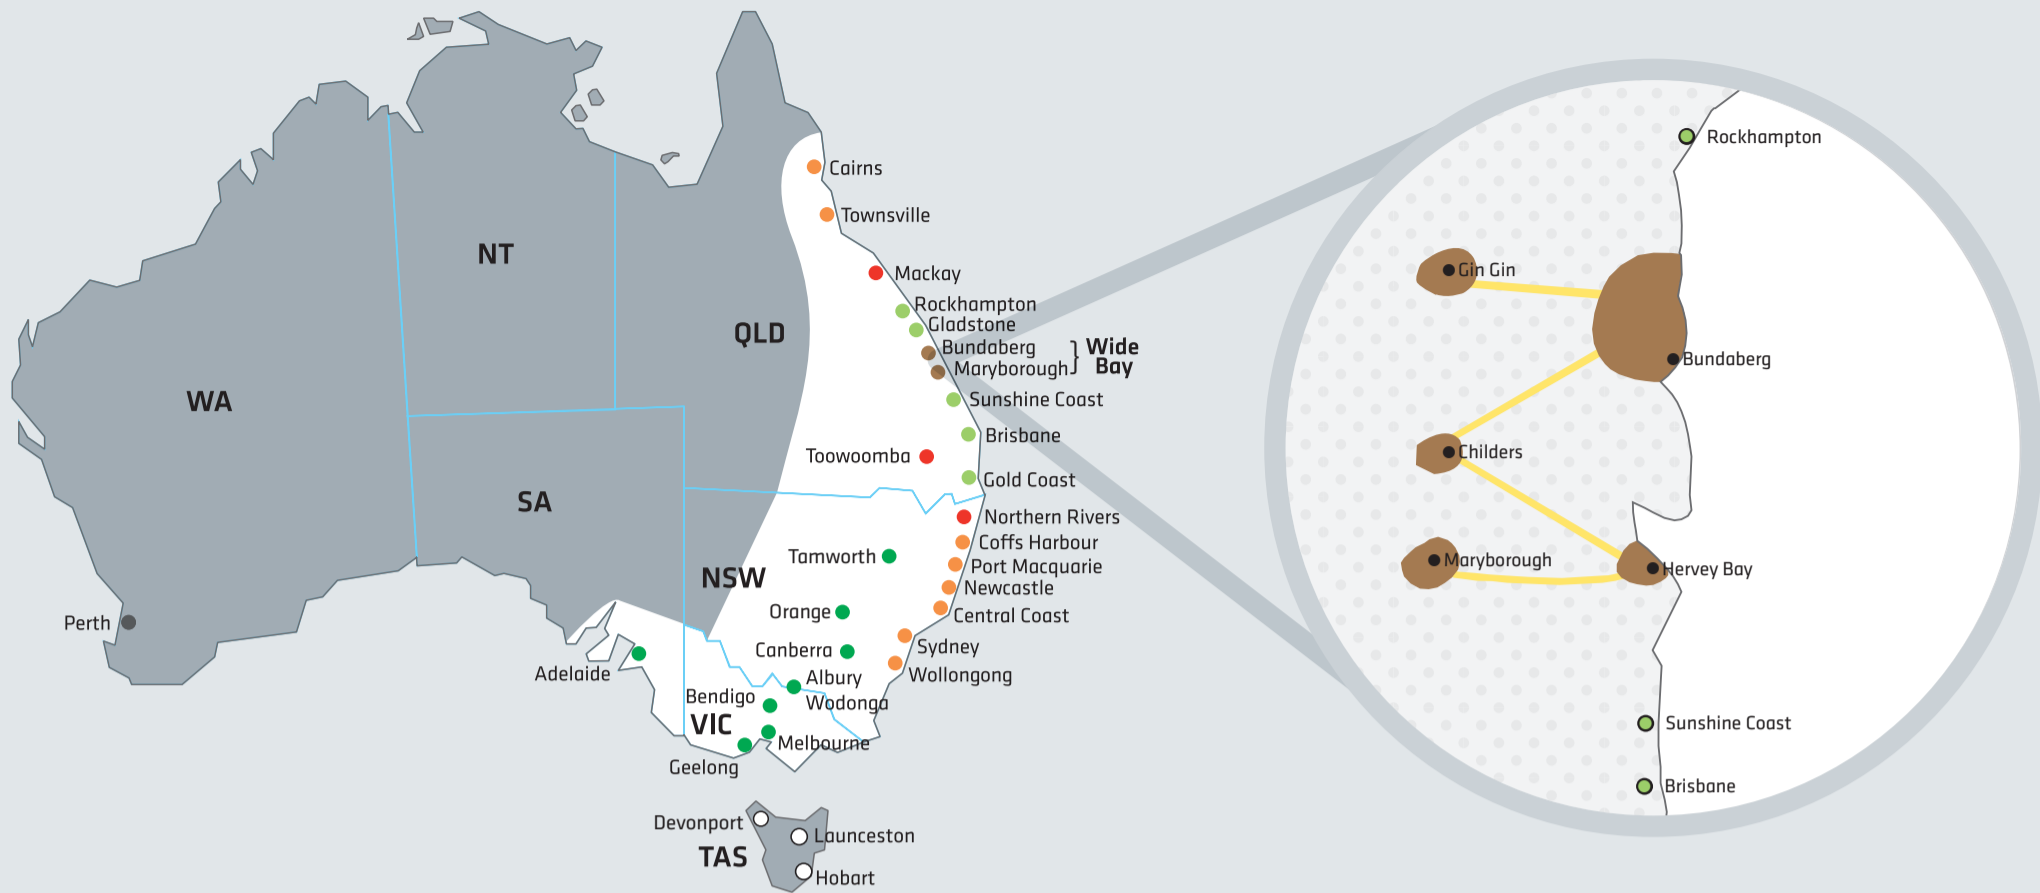 NT
WA
SA
QLD
NSW
VIC
TAS
Cairns
Townsville
Mackay
Rockhampton
Gladstone
Bundaberg
Maryborough
} Wide
Bay
Sunshine Coast
Brisbane
Toowoomba
Gold Coast
Northern Rivers
Coffs Harbour
Tamworth
Port Macquarie
Newcastle
Orange
Central Coast
Sydney
Canberra
Wollongong
Perth
Adelaide
Albury
Wodonga
Bendigo
Melbourne
Geelong
Devonport
Launceston
Hobart
Rockhampton
Gin Gin
Bundaberg
Childers
Maryborough
Hervey Bay
Sunshine Coast
Brisbane